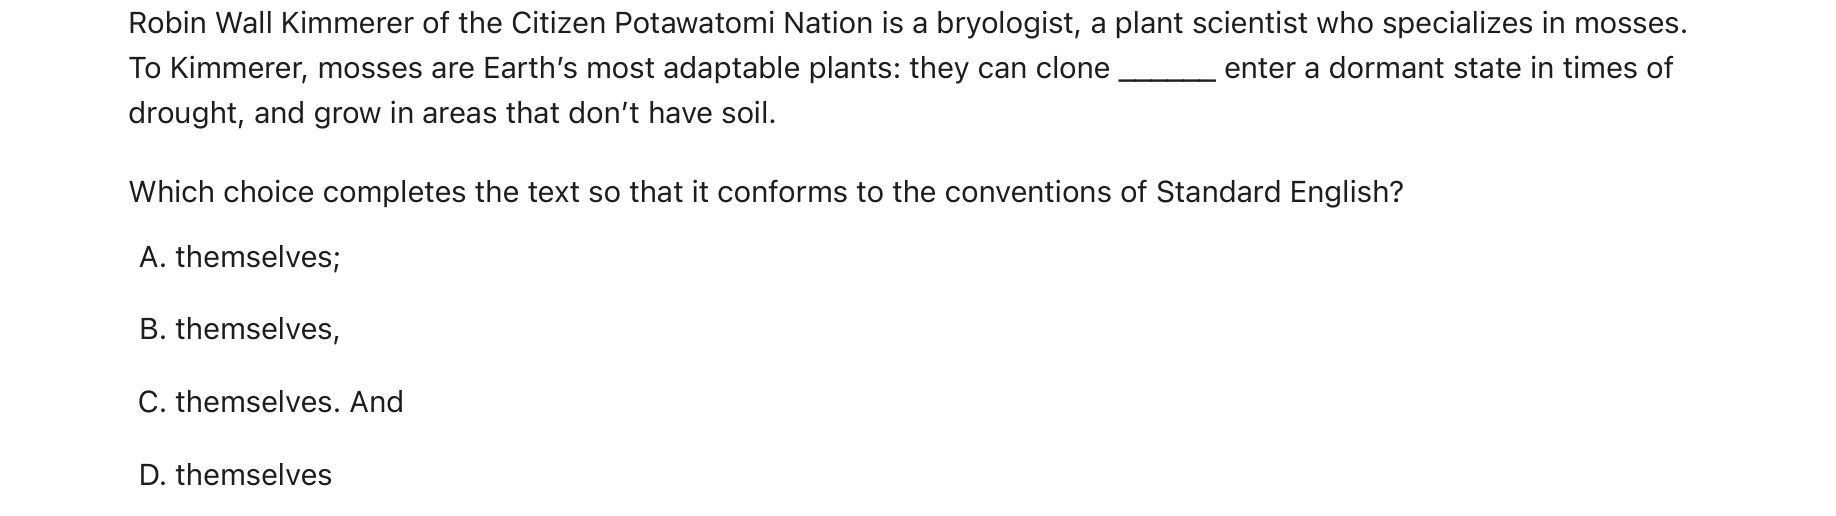 Robin Wall Kimmerer of the Citizen Potawatomi Nation is a bryologist, a plant scientist who specializes in mosses.
To Kimmerer, mosses are Earth’s most adaptable plants: they can clone ______ enter a dormant state in times of
drought, and grow in areas that don’t have soil.
Which choice completes the text so that it conforms to the conventions of Standard English?
A. themselves;
B. themselves,
C. themselves. And
D. themselves